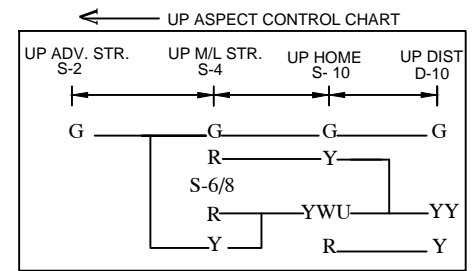 UP ASPECT CONTROL CHART
UP ADV. STR. UP M/L STR. UP HOME UP DIST
S-2 S-4 S- 10 D-10
G G G G
R Y
S-6/8
R YWU YY
Y R Y